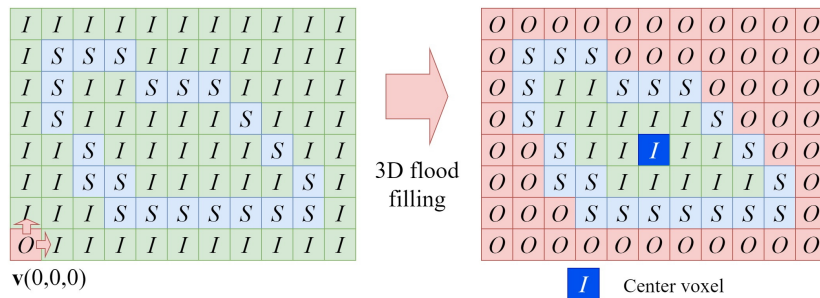 I I I I I I I I I I I
I S S S I I I I I I I
I S I I S S S I I I I
I S I I I I I S I I I
I I S I I I I I S I I
I I S S I I I I I S I
I I I S S S S S S S I
O I I I I I I I I I I
v(0,0,0)
3D flood
filling
O O O O O O O O O O O
O S S S O O O O O O O
O S I I S S S O O O O
O S I I I I I S O O O
O O S I I I I I S O O
O O S S I I I I I S O
O O O S S S S S S S O
O O O O O O O O O O O
I Center voxel